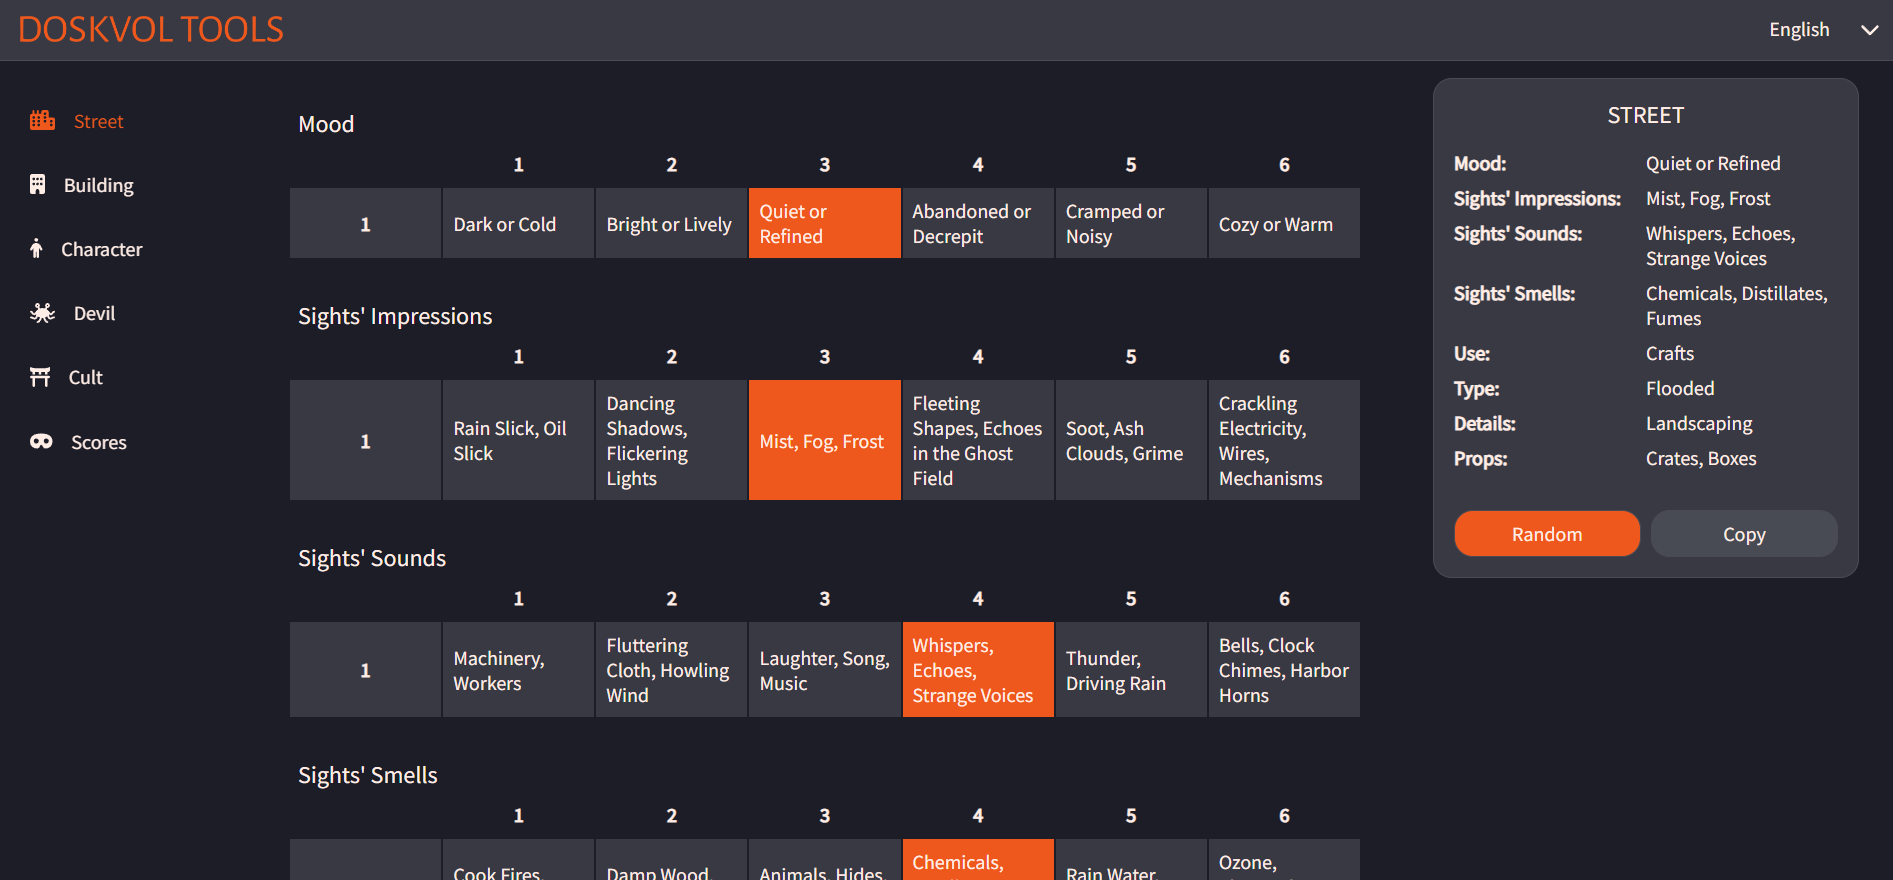 DOSKVOL TOOLS
English
Street
Building
Character
Devil
Cult
Scores
Mood
1 2 3 4 5 6
1 Dark or Cold Bright or Lively Quiet or Refined Abandoned or Decrepit Cramped or Noisy Cozy or Warm
Sights' Impressions
1 2 3 4 5 6
1 Rain Slick, Oil Slick Dancing Shadows, Flickering Lights Mist, Fog, Frost Fleeting Shapes, Echoes in the Ghost Field Soot, Ash Clouds, Grime Crackling Electricity, Wires, Mechanisms
Sights' Sounds
1 2 3 4 5 6
1 Machinery, Workers Fluttering Cloth, Howling Wind Laughter, Song, Music Whispers, Echoes, Strange Voices Thunder, Driving Rain Bells, Clock Chimes, Harbor Horns
Sights' Smells
1 2 3 4 5 6
Cook Fires, Damp Wood, Animals, Hides, Chemicals, Rain Water, Ozone,
STREET
Mood: Quiet or Refined
Sights' Impressions: Mist, Fog, Frost
Sights' Sounds: Whispers, Echoes,
Strange Voices
Sights' Smells: Chemicals, Distillates,
Fumes
Use: Crafts
Type: Flooded
Details: Landscaping
Props: Crates, Boxes
Random
Copy